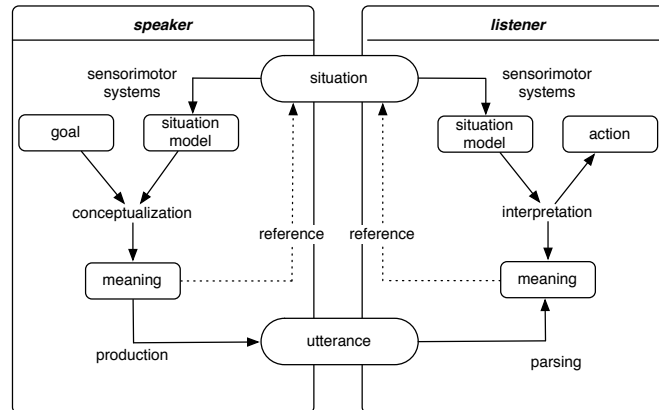 speaker
listener
sensorimotor
systems
situation
sensorimotor
systems
goal
situation
model
situation
model
action
conceptualization
interpretation
reference
reference
meaning
meaning
production
utterance
parsing